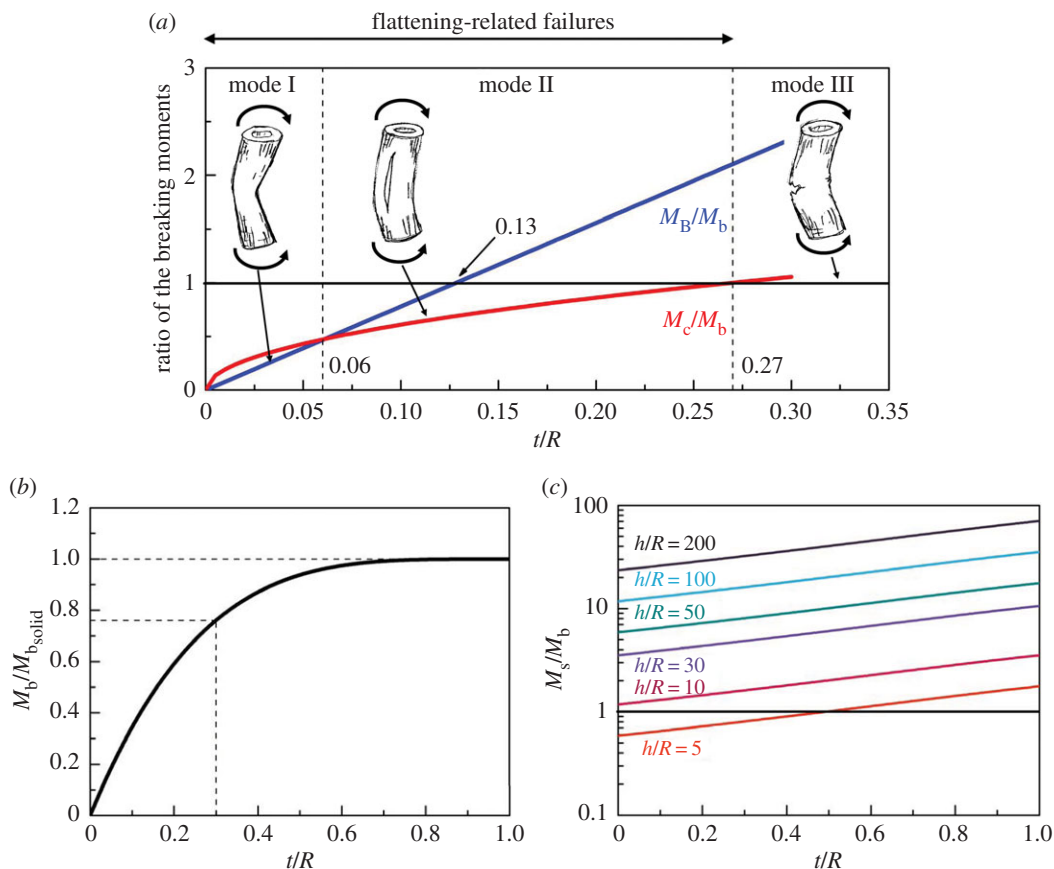 (a)
flattening-related failures
ratio of the breaking moments
3
2
1
0
mode I
mode II
mode III
0.13
M_B/M_b
M_c/M_b
0.06
0.27
0 0.05 0.10 0.15 0.20 0.25 0.30 0.35
t/R
(b)
M_b/M_b_solid
1.2
1.0
0.8
0.6
0.4
0.2
0
0 0.2 0.4 0.6 0.8 1.0
t/R
(c)
M_s/M_b
100
10
1
0.1
h/R = 200
h/R = 100
h/R = 50
h/R = 30
h/R = 10
h/R = 5
0 0.2 0.4 0.6 0.8 1.0
t/R